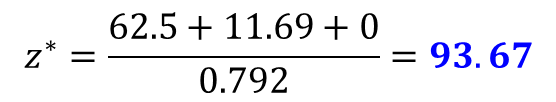 z* = (62.5 + 11.69 + 0) / 0.792 = 93.67